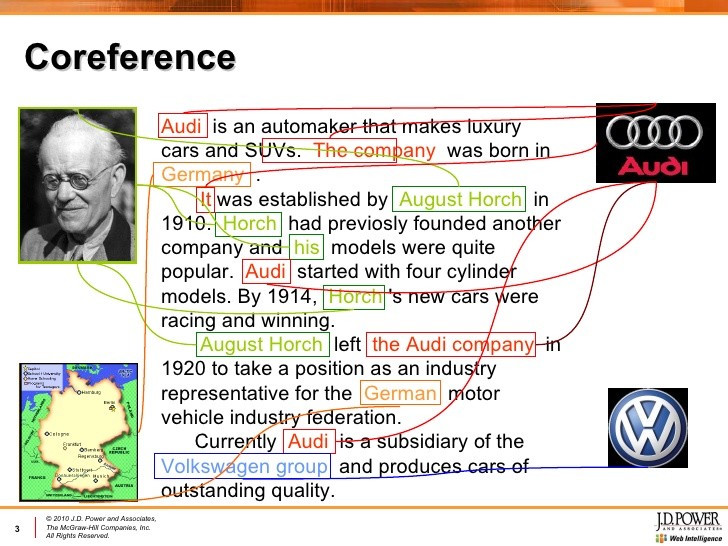 Coreference
Audi is an automaker that makes luxury
cars and SUVs. The company was born in
Germany .
It was established by August Horch in
1910. Horch had previosly founded another
company and his models were quite
popular. Audi started with four cylinder
models. By 1914, Horch 's new cars were
racing and winning.
August Horch left the Audi company in
1920 to take a position as an industry
representative for the German motor
vehicle industry federation.
Currently Audi is a subsidiary of the
Volkswagen group and produces cars of
outstanding quality.
Audi
DENMARK
Hamburg
Berlin
POLAND
Cologne
Frankfurt
CZECH
REPUBLIC
Stuttgart
FRANCE
AUSTRIA
SWITZERLAND
LIECHTENSTEIN
3
© 2010 J.D. Power and Associates,
The McGraw-Hill Companies, Inc.
All Rights Reserved.
J.D. POWER
AND ASSOCIATES
Web Intelligence